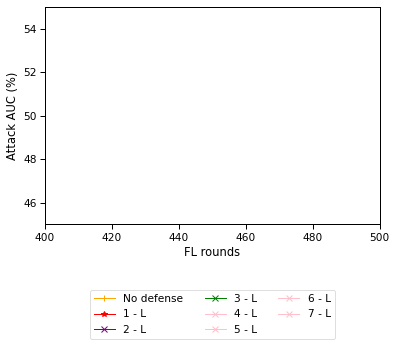 54
52
50
48
46
Attack AUC (%)
400 420 440 460 480 500
FL rounds
No defense 3 - L 6 - L
1 - L 4 - L 7 - L
2 - L 5 - L